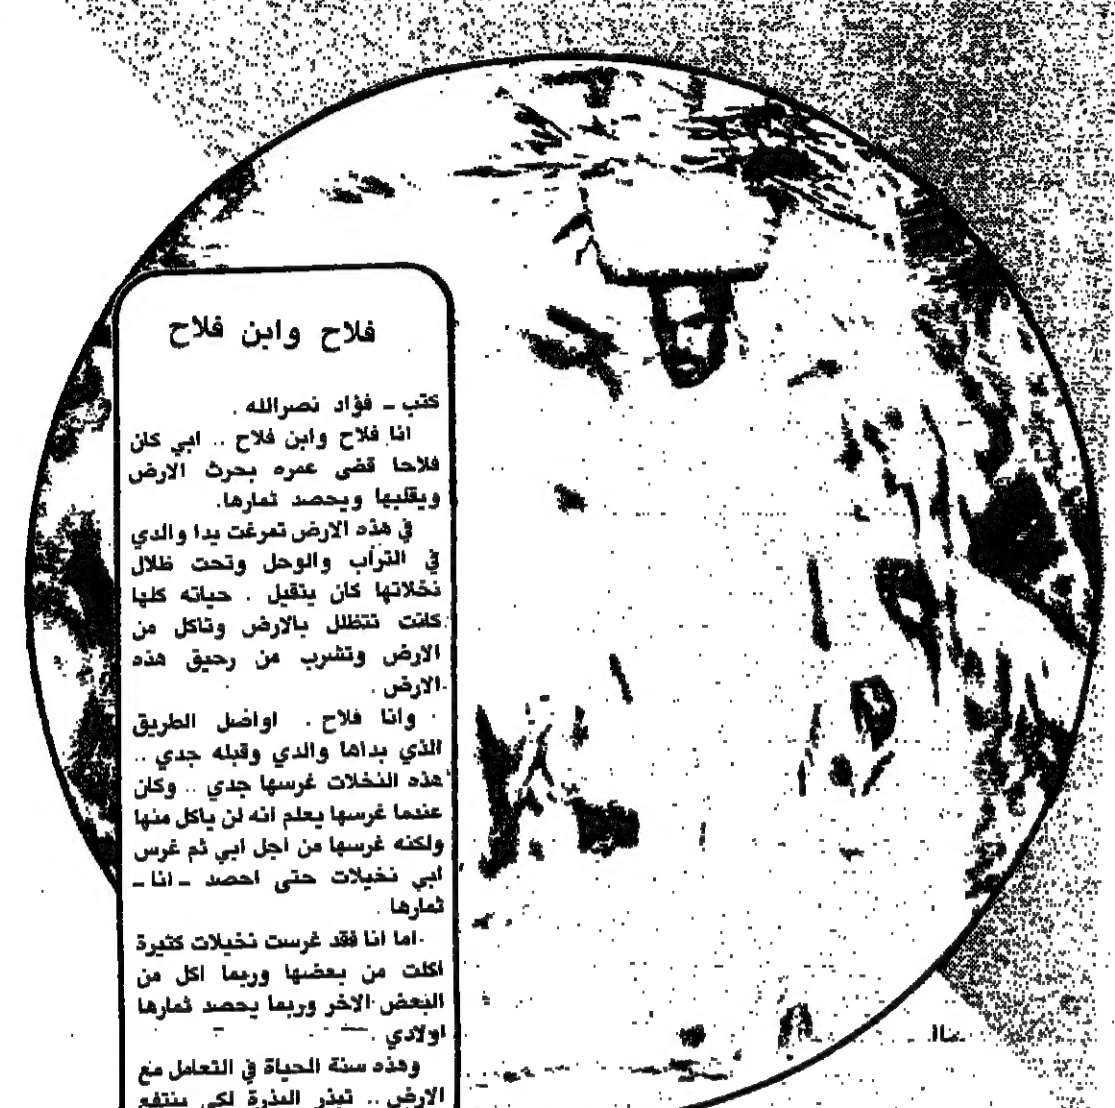 فلاح وابن فلاح
كتب ـ فؤاد نصرالله .
انا فلاح وابن فلاح .. ابي كان
فلاحا قضى عمره بحرث الارض
ويقلبها ويحصد ثمارها.
في هذه الارض تمرغت يدا والدي
في التراب والوحل وتحت ظلال
نخلاتها كان يتقيل . حياته كلها
كانت تتظلل بالارض وتاكل من
الارض وتشرب من رحيق هذه
الارض .
وانا فلاح . اواصل الطريق
الذي بداها والدي وقبله جدي ..
هذه النخلات غرسها جدي .. وكان
عندما غرسها يعلم انه لن ياكل منها
ولكنه غرسها من اجل ابي ثم غرس
ابي نخيلات حتى احصد ـ انا ـ
ثمارها .
اما انا فقد غرست نخيلات كثيرة
اكلت من بعضها وربما اكل من
البعض الاخر وربما يحصد ثمارها
اولادي .
وهذه سنة الحياة في التعامل مع
الارض .. تبذر البذرة لكي ينتفع